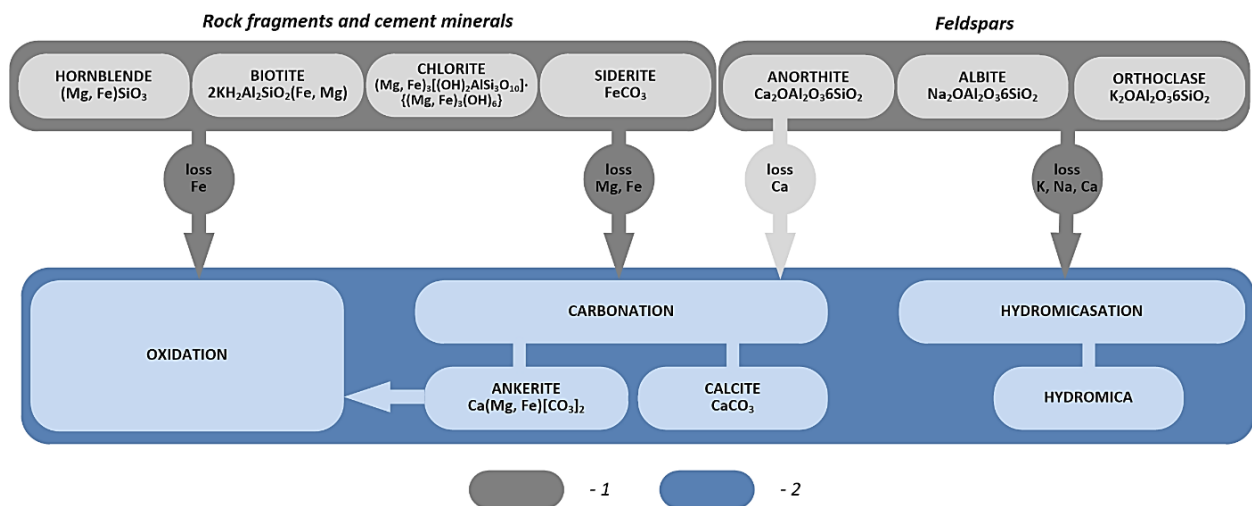 Rock fragments and cement minerals
Feldspars
HORNBLENDE
(Mg, Fe)SiO₃
BIOTITE
2KH₂Al₂SiO₂(Fe, Mg)
CHLORITE
(Mg, Fe)₃[(OH)₂AlSi₃O₁₀]·
{(Mg, Fe)₃(OH)₆}
SIDERITE
FeCO₃
ANORTHITE
Ca₂OAl₂O₃6SiO₂
ALBITE
Na₂OAl₂O₃6SiO₂
ORTHOCLASE
K₂OAl₂O₃6SiO₂
loss
Fe
loss
Mg, Fe
loss
Ca
loss
K, Na, Ca
OXIDATION
CARBONATION
HYDROMICASATION
ANKERITE
Ca(Mg, Fe)[CO₃]₂
CALCITE
CaCO₃
HYDROMICA
- 1
- 2